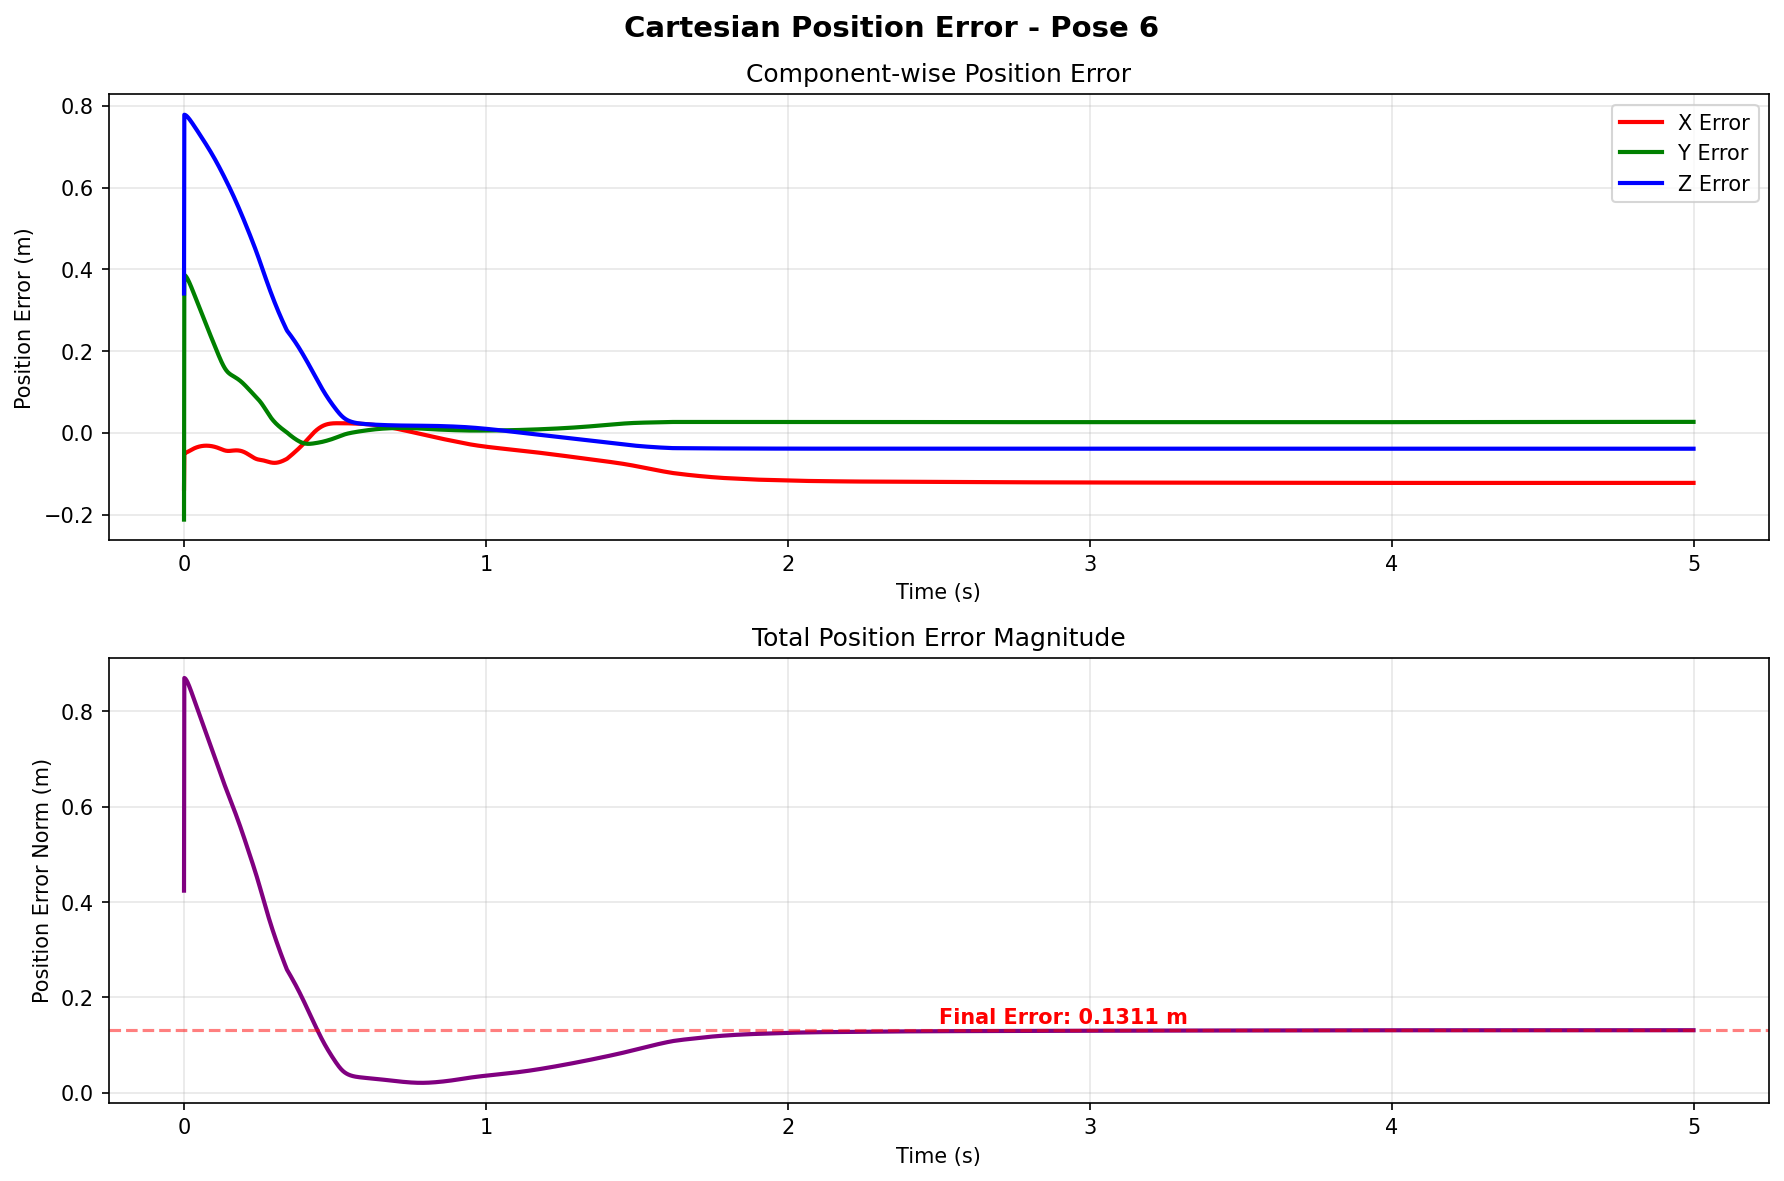 Cartesian Position Error - Pose 6
Component-wise Position Error
0.8
0.6
0.4
0.2
0.0
−0.2
Position Error (m)
X Error
Y Error
Z Error
0 1 2 3 4 5
Time (s)
Total Position Error Magnitude
0.8
0.6
0.4
0.2
0.0
Position Error Norm (m)
Final Error: 0.1311 m
0 1 2 3 4 5
Time (s)